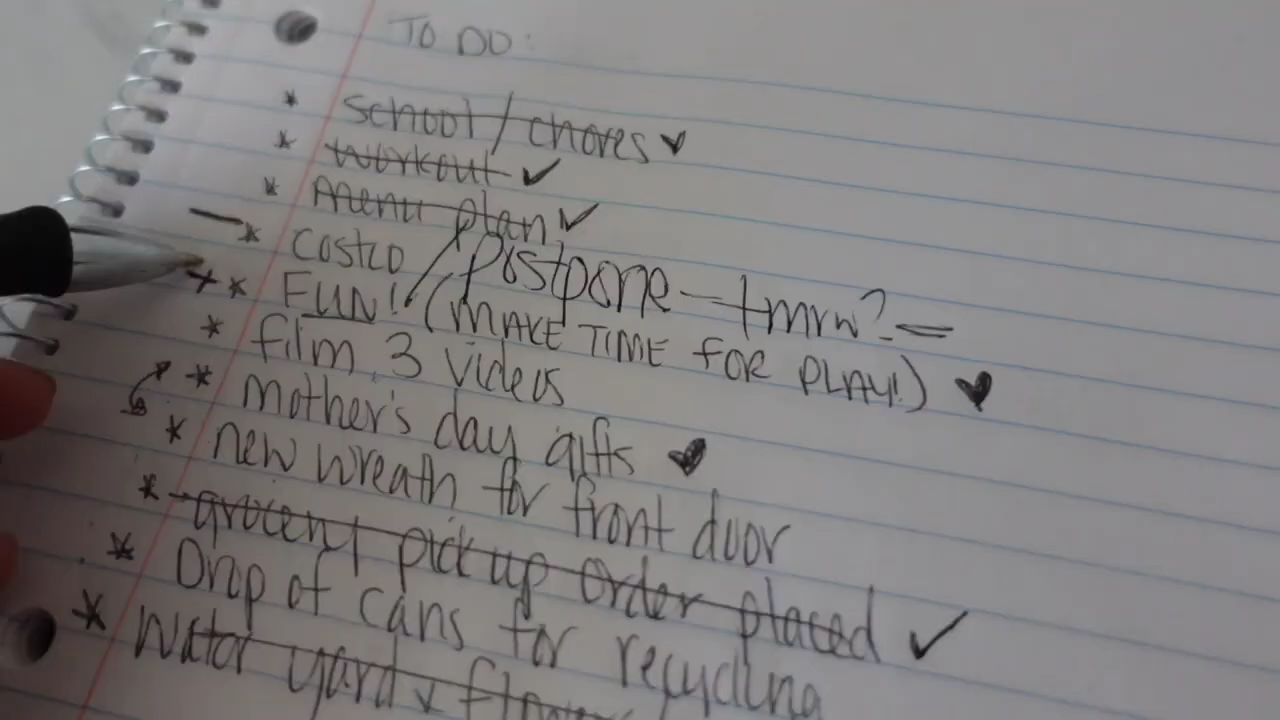 TO DO:
* school / chores
* workout ✓
* menu plan ✓
* costco / postpone - tmrw? =
* FUN! (MAKE TIME FOR PLAY!) ♥
* film 3 videos
* mother's day gifts ♥
* new wreath for front door
* grocery pick up order placed ✓
* Drop of cans for recycling
* water yard &